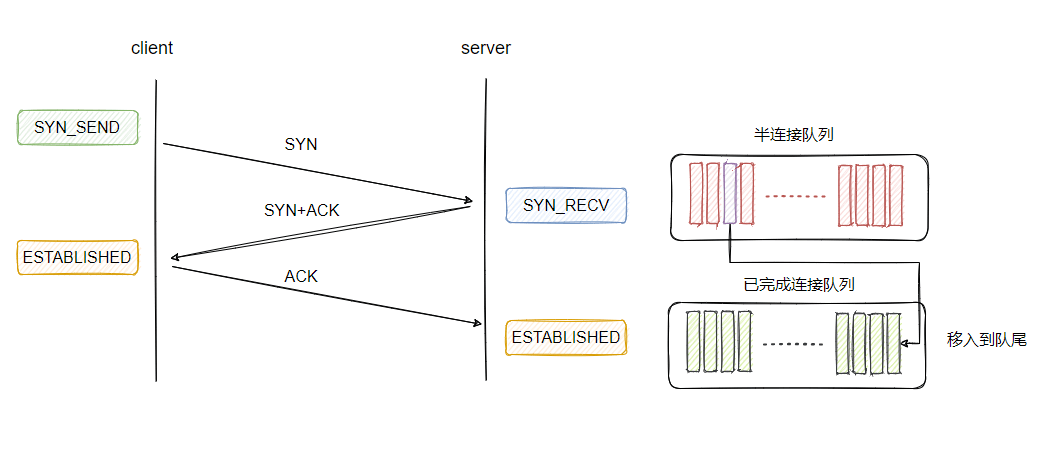 client
server
SYN_SEND
SYN
半连接队列
SYN_RECV
SYN+ACK
ESTABLISHED
ACK
已完成连接队列
ESTABLISHED
移入到队尾